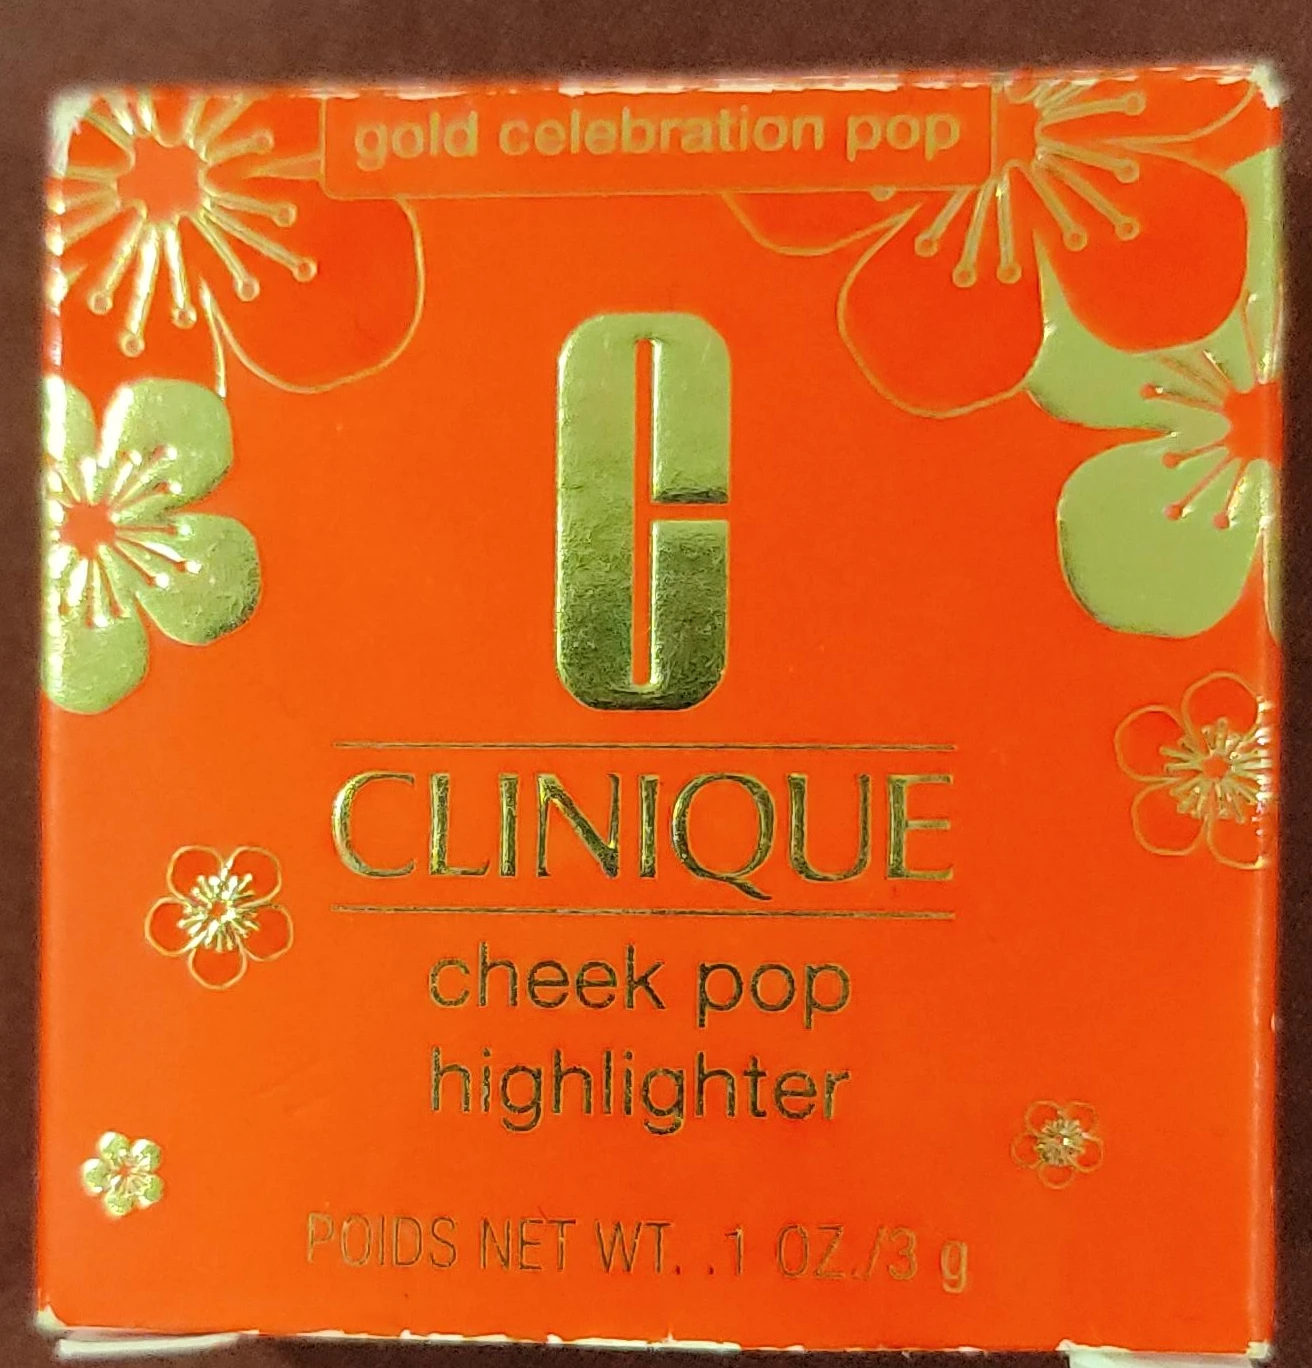 gold celebration pop
C
CLINIQUE
cheek pop
highlighter
POIDS NET WT. .1 OZ./3 g